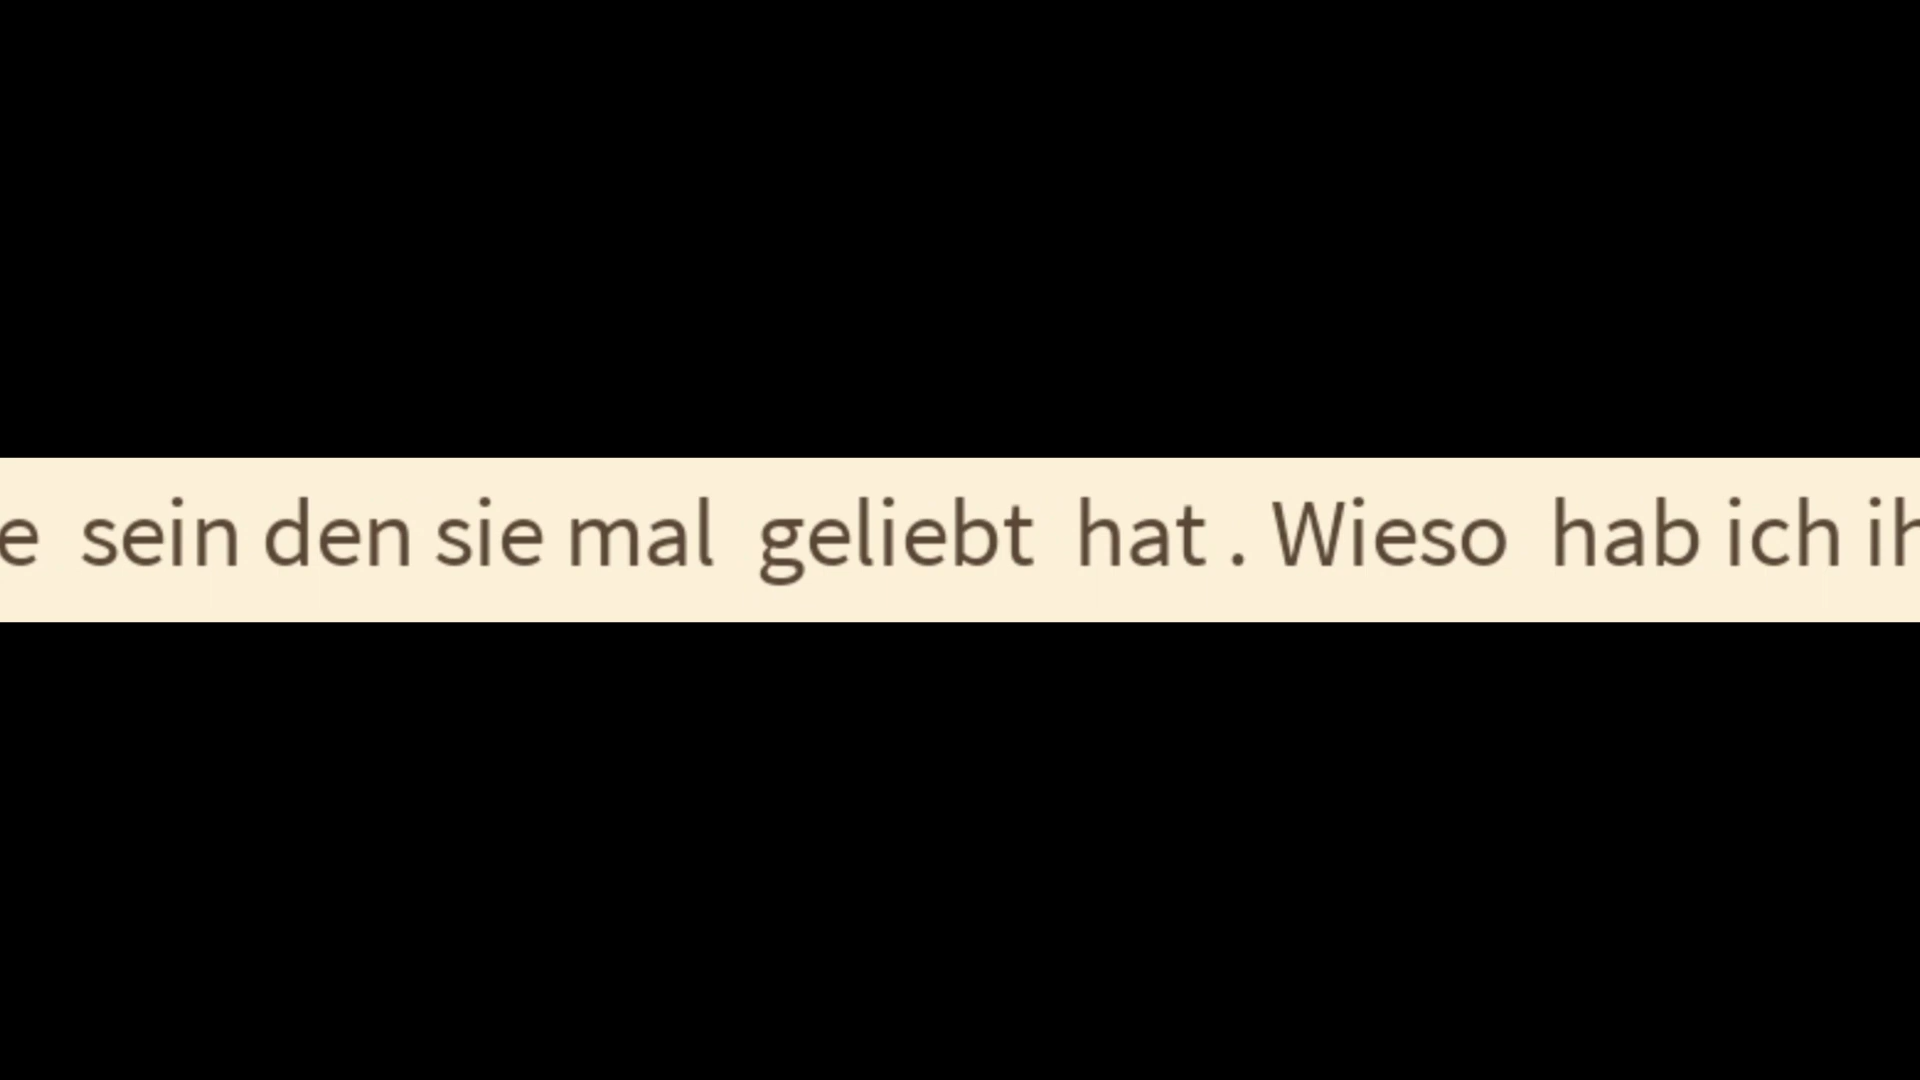 sein den sie mal geliebt hat . Wieso hab ich